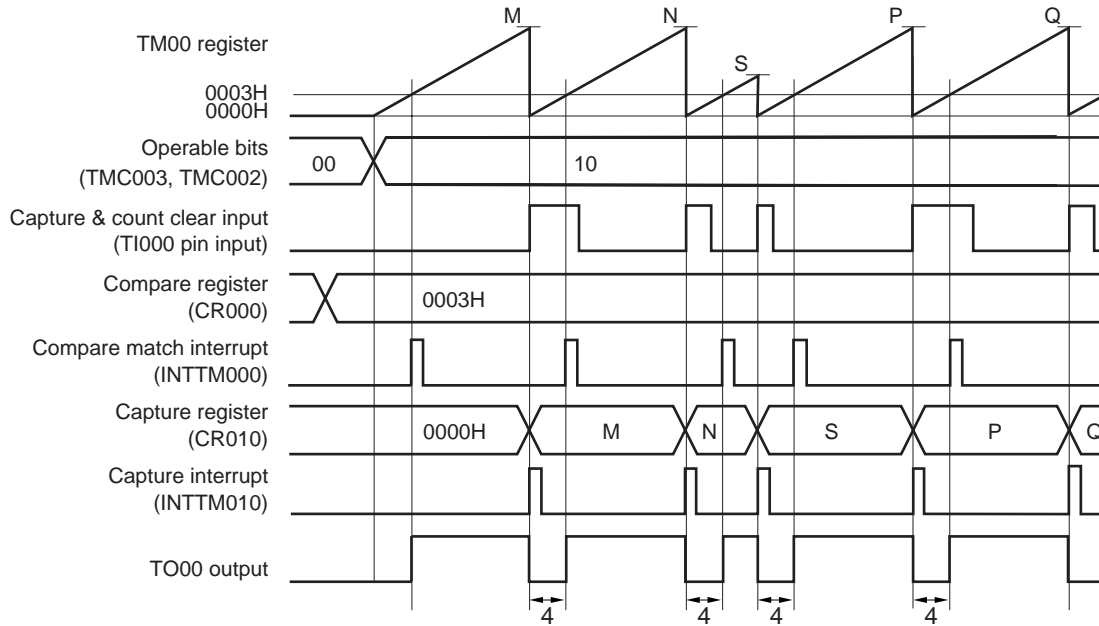 M N P Q
TM00 register
S
0003H
0000H
Operable bits
(TMC003, TMC002)
00 10
Capture & count clear input
(TI000 pin input)
Compare register
(CR000)
0003H
Compare match interrupt
(INTTM000)
Capture register
(CR010)
0000H M N S P Q
Capture interrupt
(INTTM010)
TO00 output
4 4 4 4